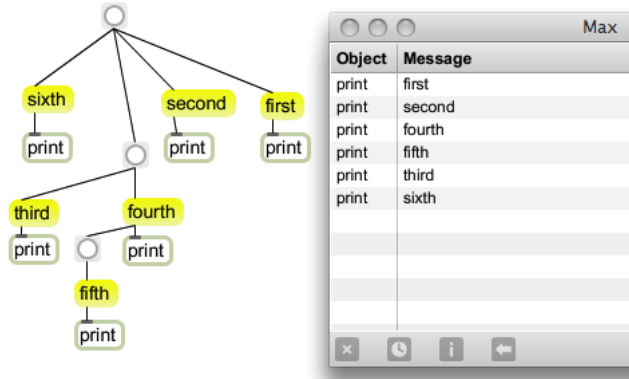 sixth
second
first
print
print
print
third
fourth
print
print
fifth
print
Max
Object Message
print first
print second
print fourth
print fifth
print third
print sixth